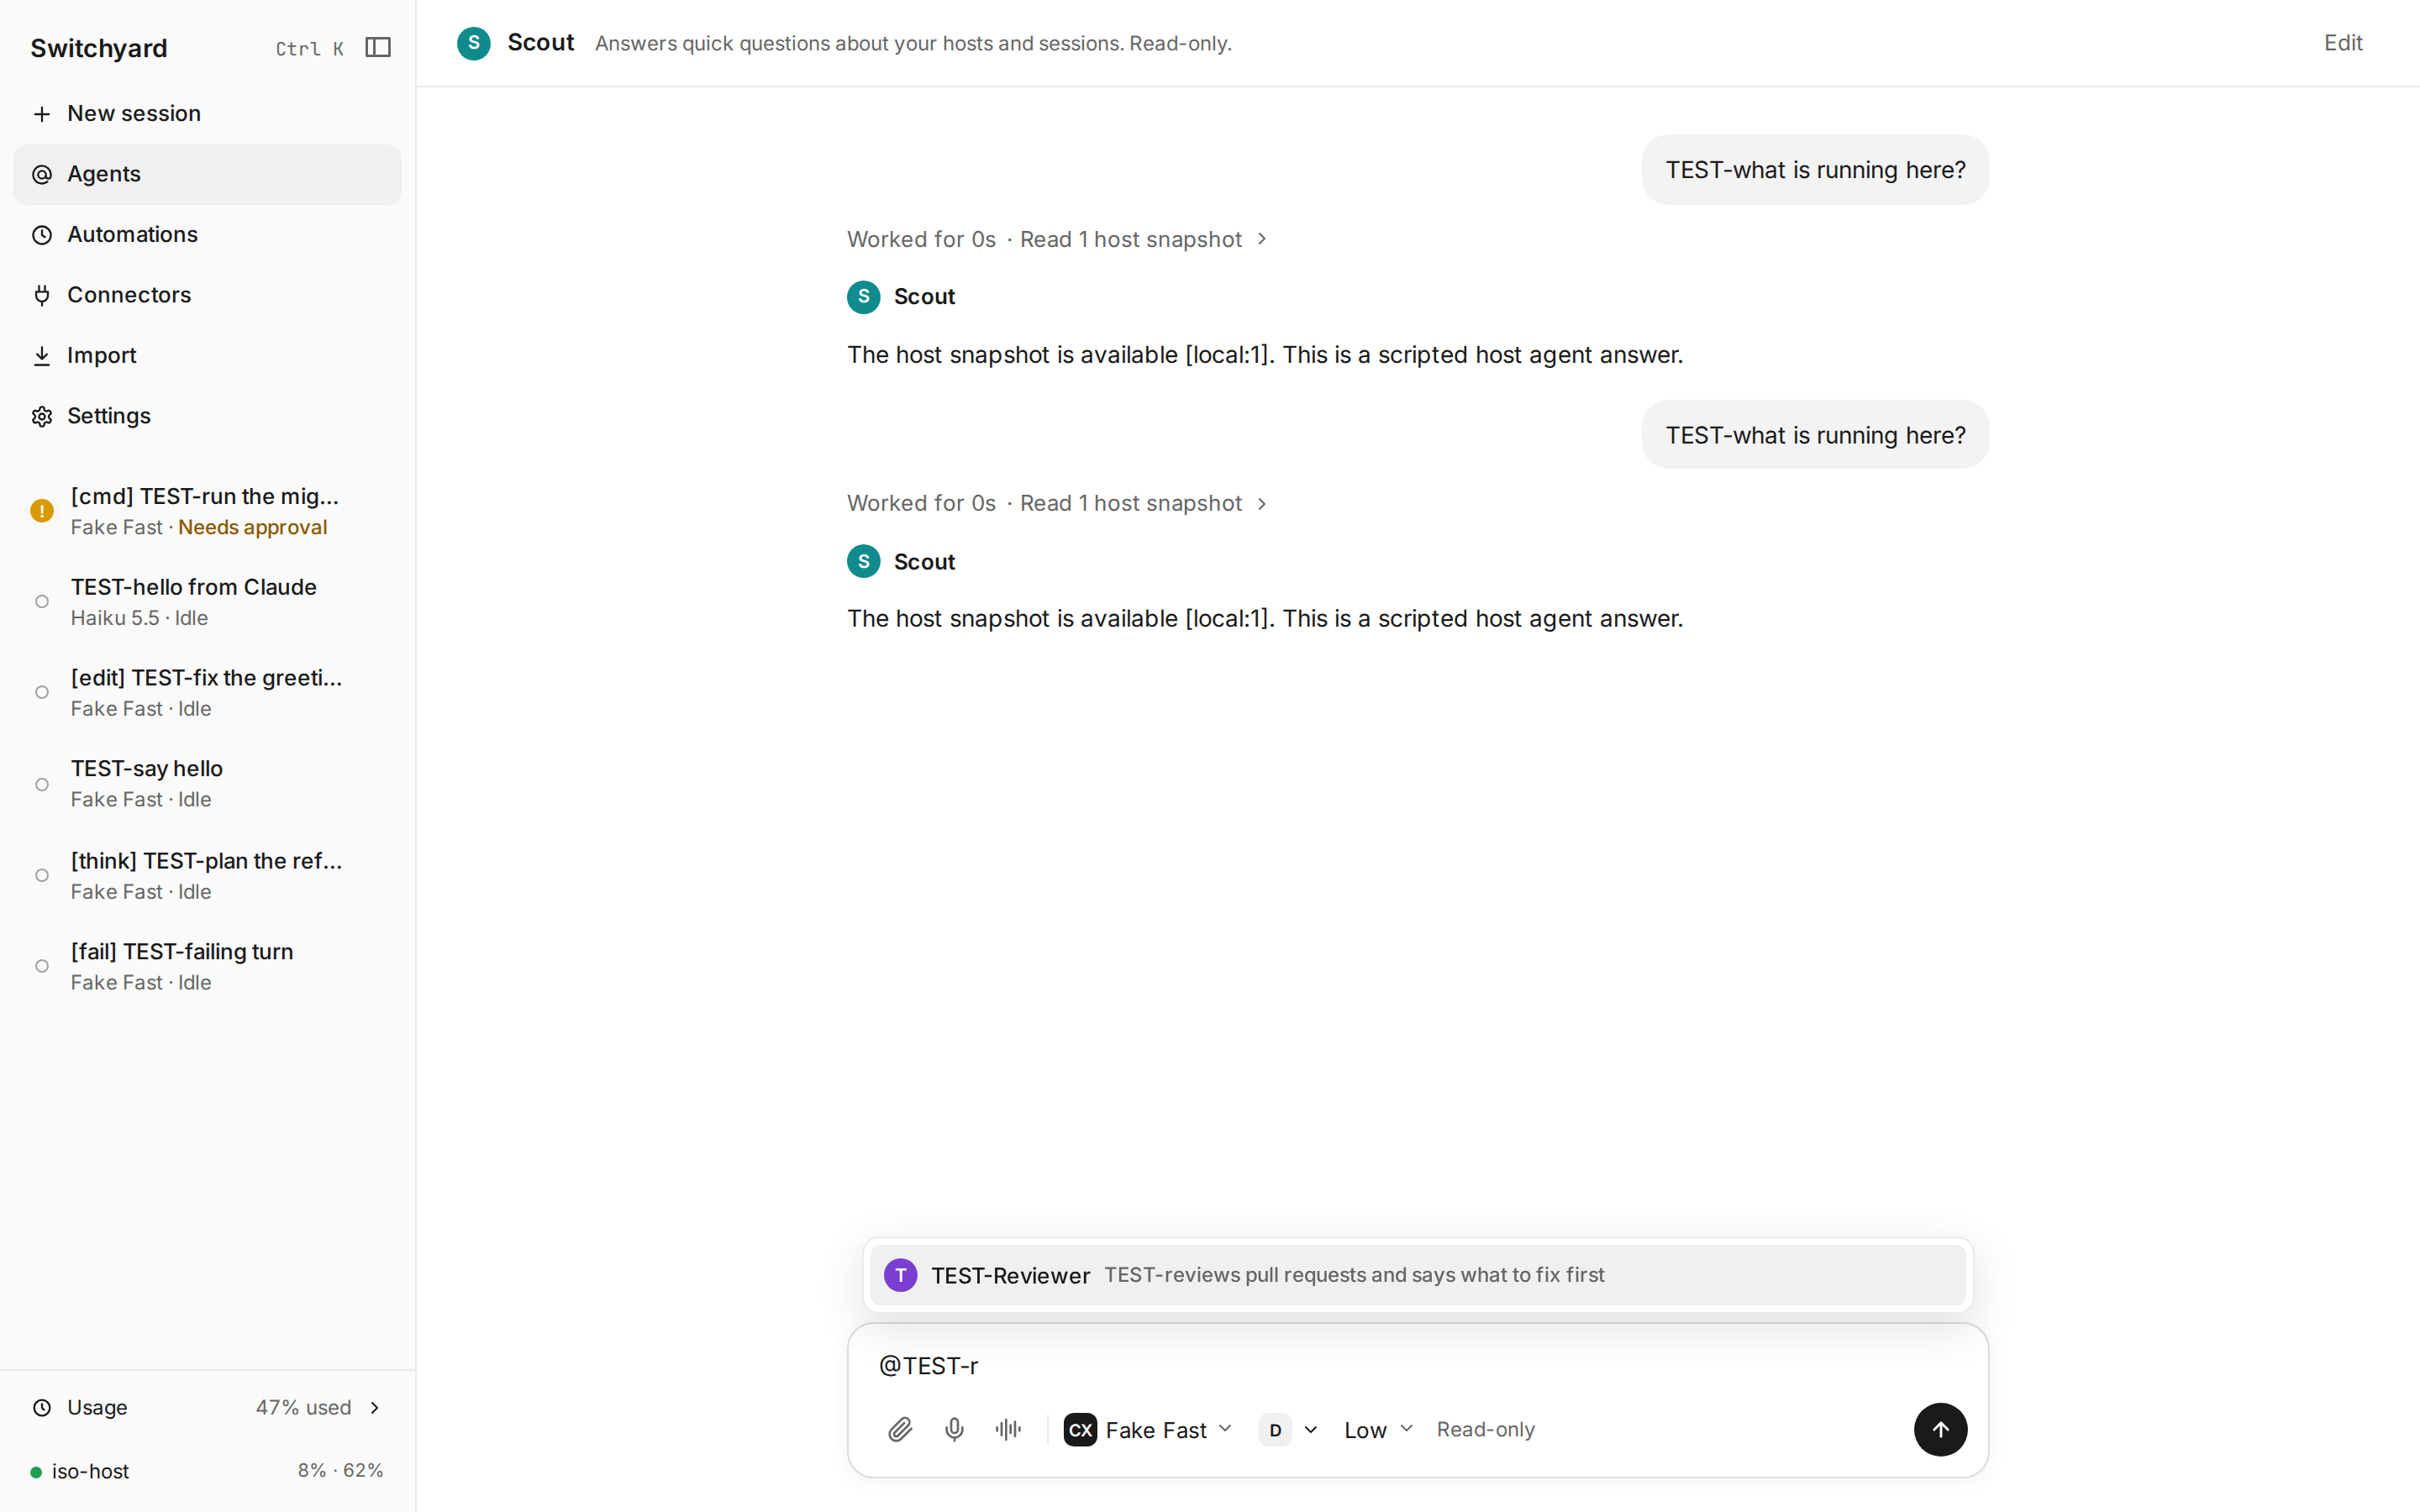 Switchyard
Ctrl K
New session
Agents
Automations
Connectors
Import
Settings
! [cmd] TEST-run the mig...
Fake Fast · Needs approval
TEST-hello from Claude
Haiku 5.5 · Idle
[edit] TEST-fix the greeti...
Fake Fast · Idle
TEST-say hello
Fake Fast · Idle
[think] TEST-plan the ref...
Fake Fast · Idle
[fail] TEST-failing turn
Fake Fast · Idle
Usage 47% used
iso-host 8% · 62%
S Scout Answers quick questions about your hosts and sessions. Read-only.
Edit
TEST-what is running here?
Worked for 0s · Read 1 host snapshot
S Scout
The host snapshot is available [local:1]. This is a scripted host agent answer.
TEST-what is running here?
Worked for 0s · Read 1 host snapshot
S Scout
The host snapshot is available [local:1]. This is a scripted host agent answer.
T TEST-Reviewer TEST-reviews pull requests and says what to fix first
@TEST-r
CX Fake Fast D Low Read-only